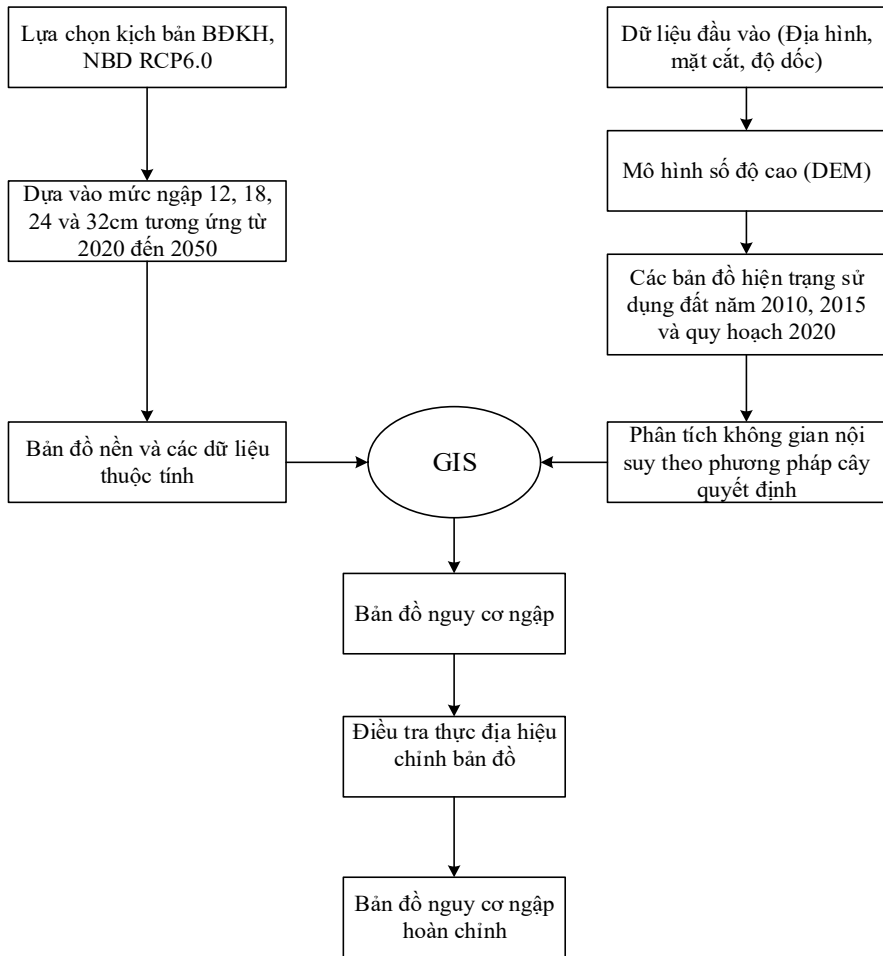 Lựa chọn kịch bản BĐKH,
NBD RCP6.0
Dữ liệu đầu vào (Địa hình,
mặt cắt, độ dốc)
Mô hình số độ cao (DEM)
Dựa vào mức ngập 12, 18,
24 và 32cm tương ứng từ
2020 đến 2050
Các bản đồ hiện trạng sử
dụng đất năm 2010, 2015
và quy hoạch 2020
Bản đồ nền và các dữ liệu
thuộc tính
GIS
Phân tích không gian nội
suy theo phương pháp cây
quyết định
Bản đồ nguy cơ ngập
Điều tra thực địa hiệu
chỉnh bản đồ
Bản đồ nguy cơ ngập
hoàn chỉnh